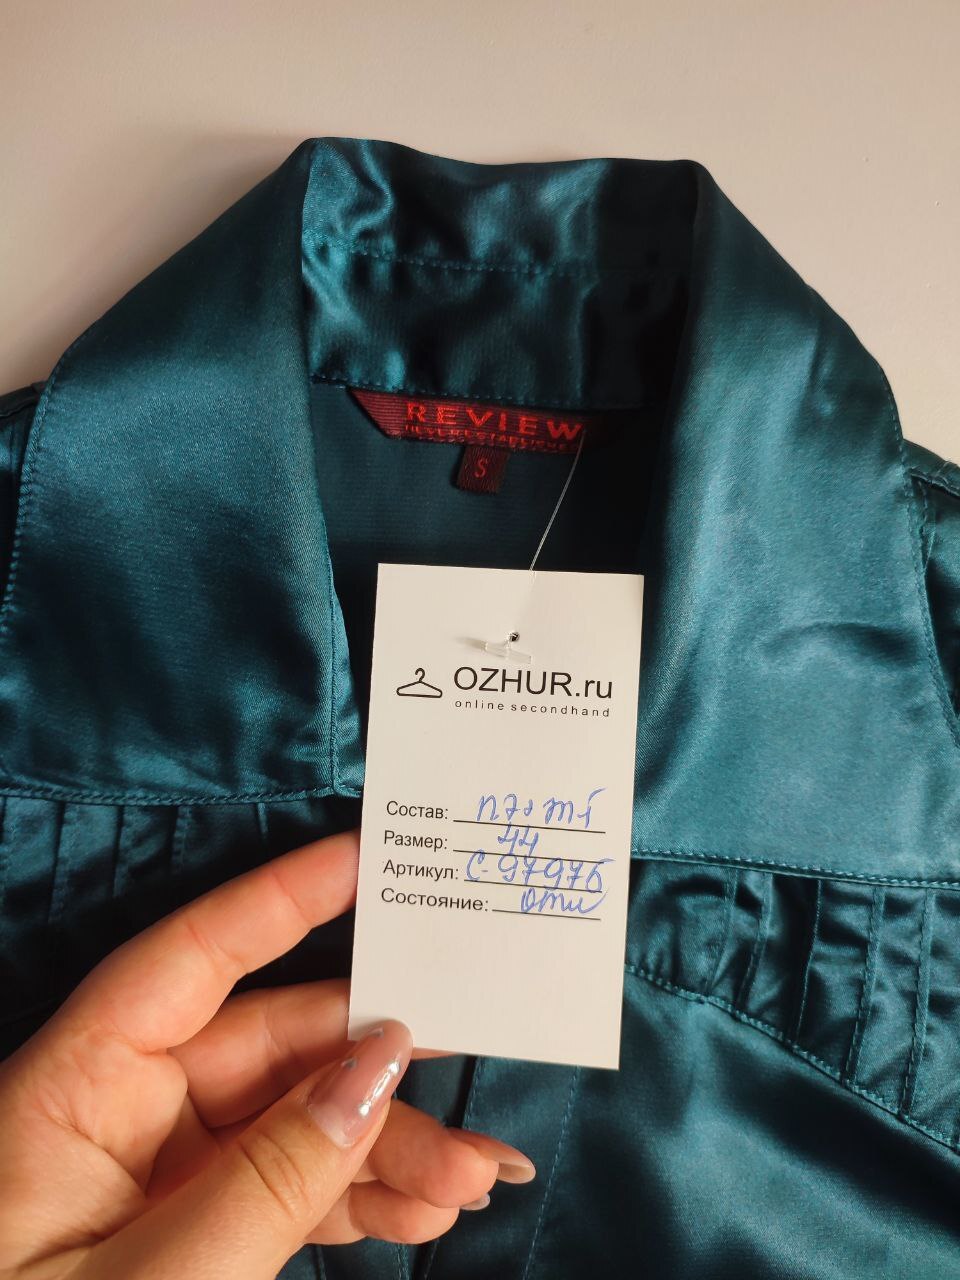 REVIEW
S
OZHUR.ru
online secondhand
Состав:
Размер: 44
Артикул: С-97976
Состояние: отл